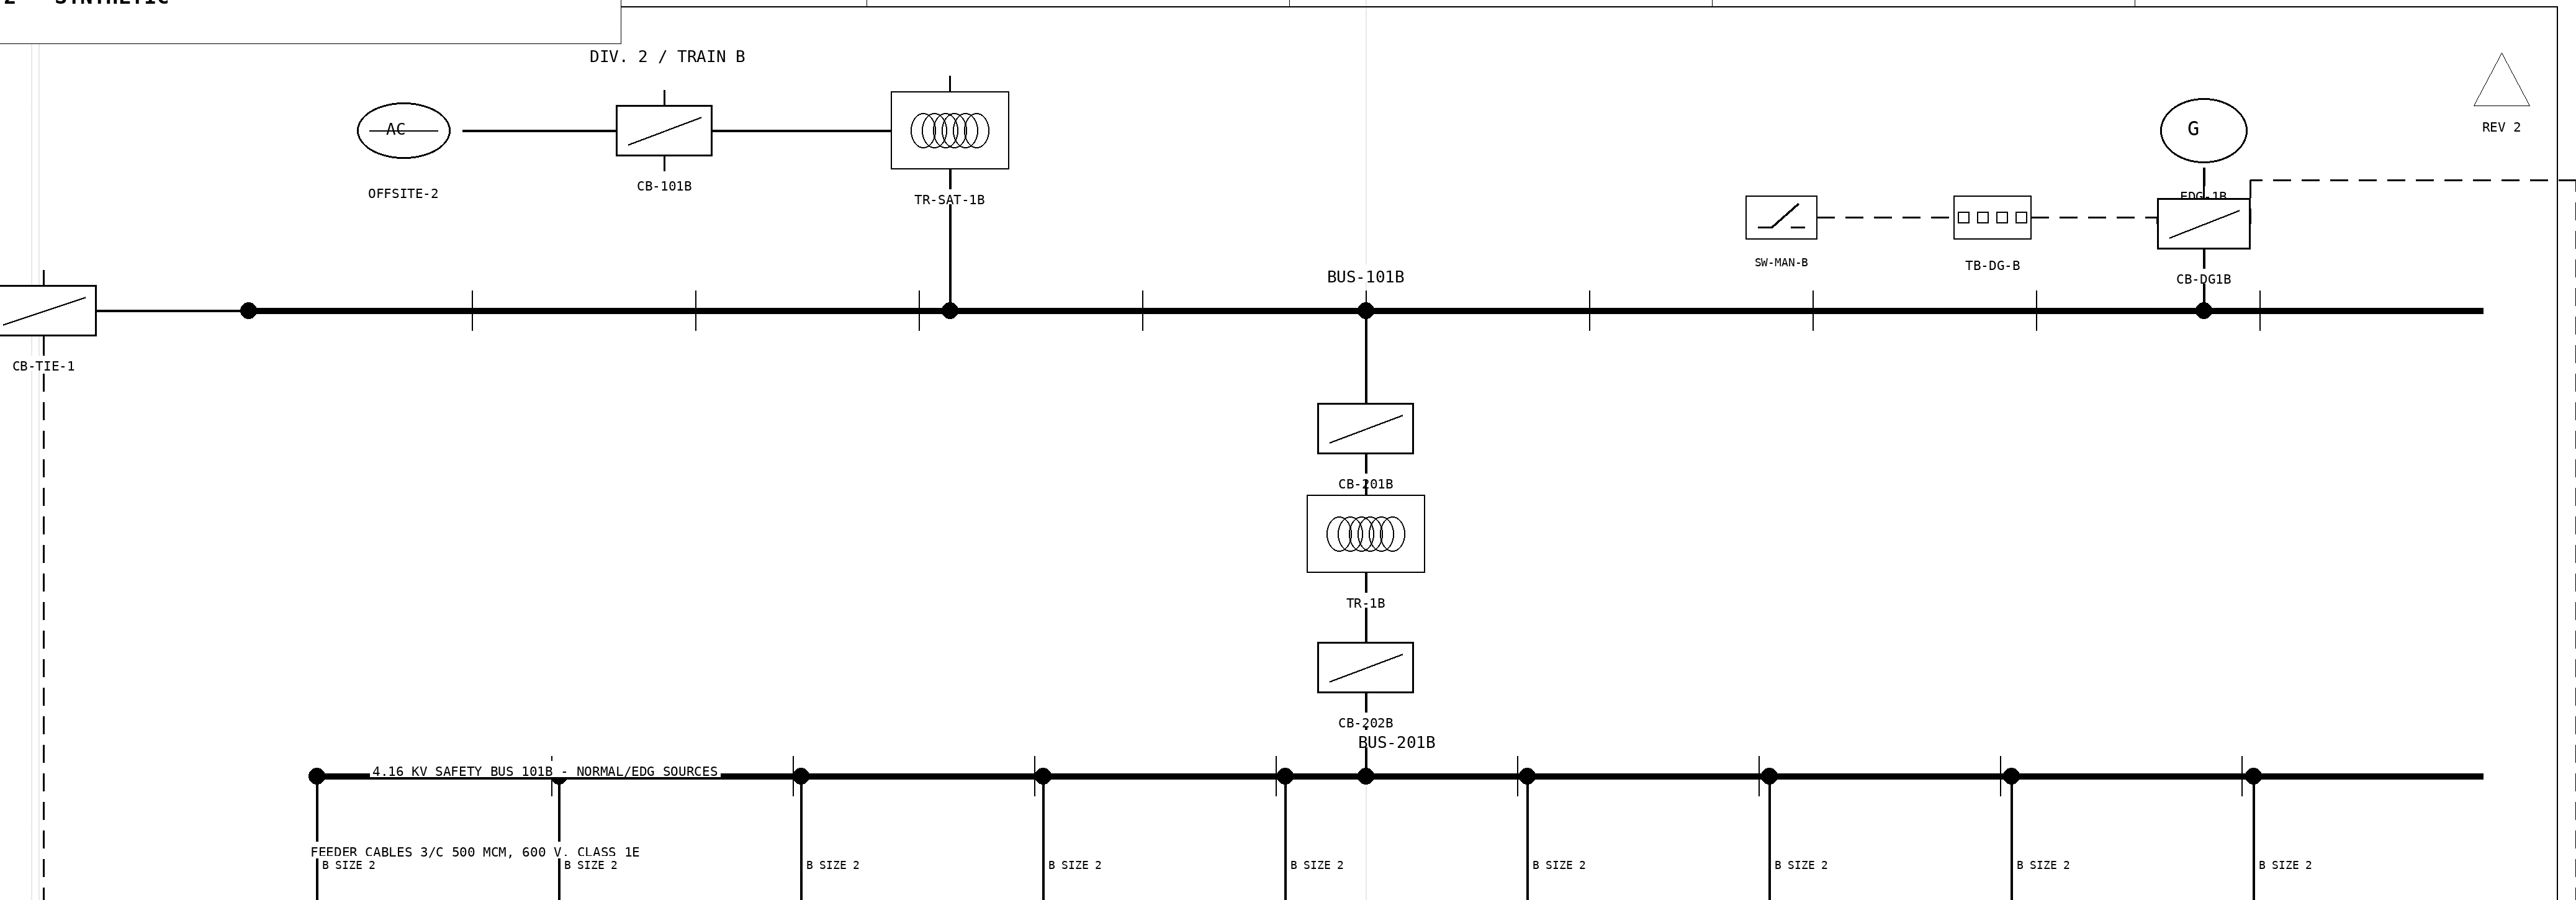 DIV. 2 / TRAIN B
AC
G
REV 2
OFFSITE-2
CB-101B
TR-SAT-1B
EDG-1B
SW-MAN-B
TB-DG-B
CB-DG1B
BUS-101B
CB-TIE-1
CB-201B
TR-1B
CB-202B
BUS-201B
4.16 KV SAFETY BUS 101B - NORMAL/EDG SOURCES
FEEDER CABLES 3/C 500 MCM, 600 V. CLASS 1E
B SIZE 2
B SIZE 2
B SIZE 2
B SIZE 2
B SIZE 2
B SIZE 2
B SIZE 2
B SIZE 2
B SIZE 2